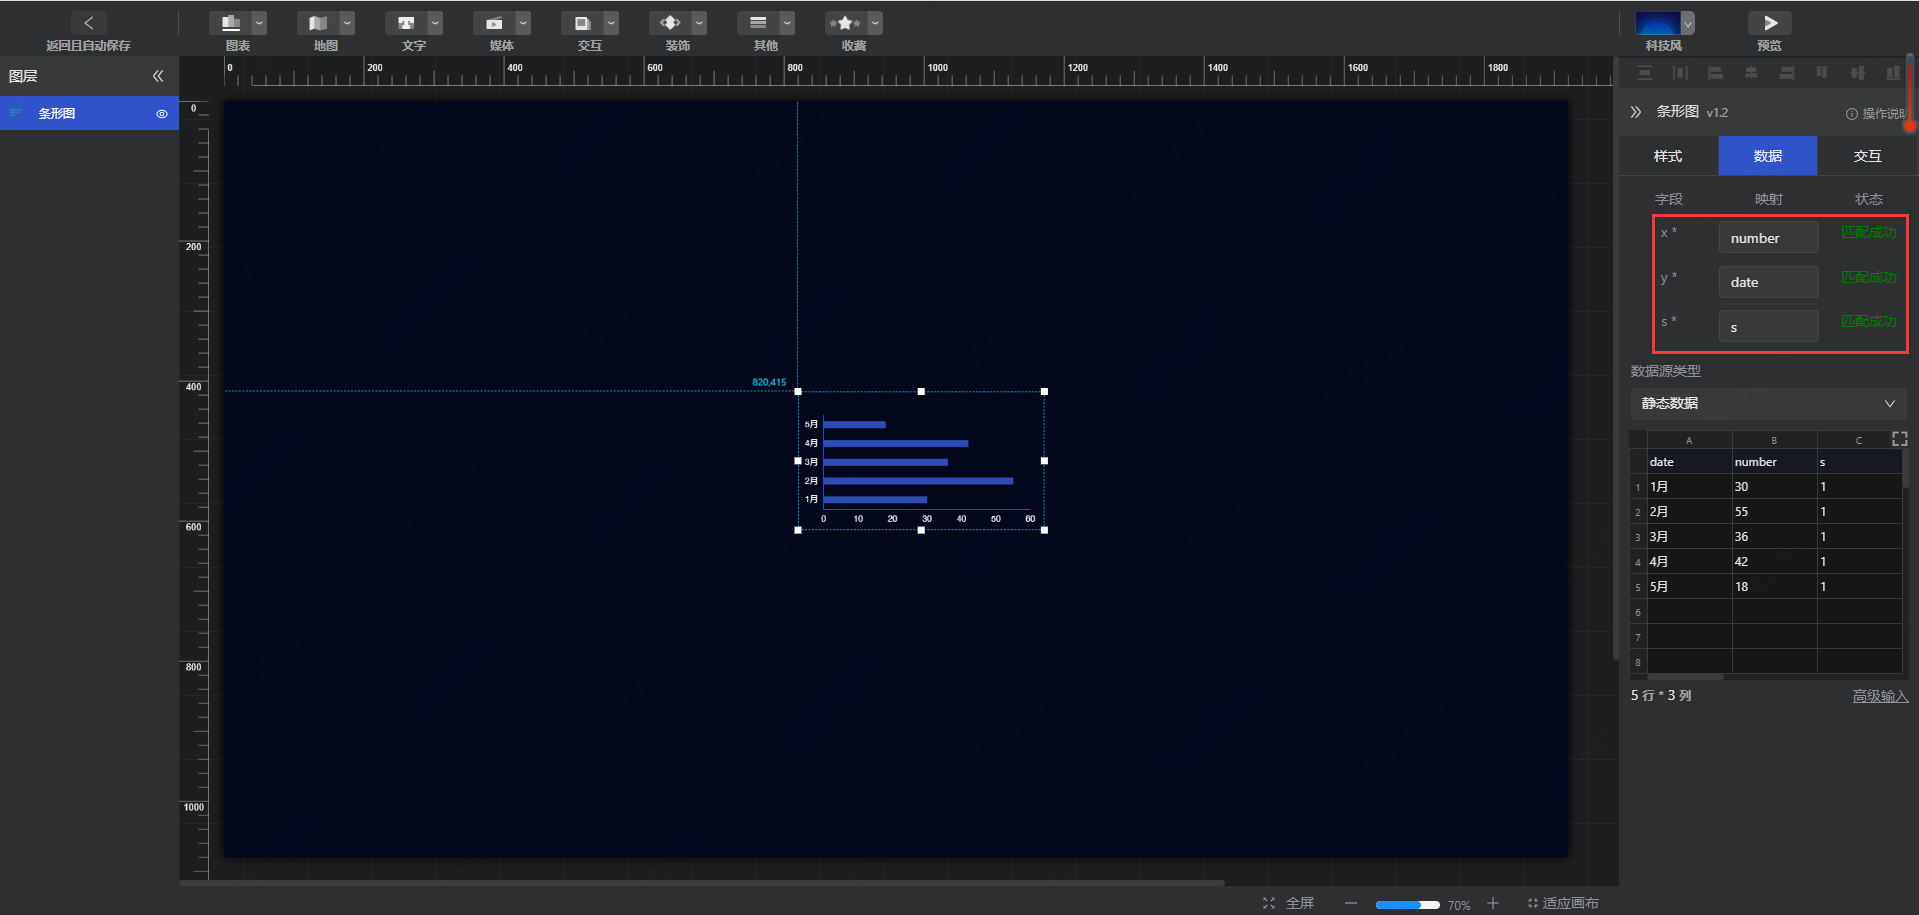 返回且自动保存
图表
地图
文字
媒体
交互
装饰
其他
收藏
科技风
预览
图层
条形图
0 200 400 600 800 1000 1200 1400 1600 1800
0
200
400
600
800
1000
820,415
5月
4月
3月
2月
1月
0 10 20 30 40 50 60
条形图 v1.2
操作说明
样式 数据 交互
字段 映射 状态
x * number 匹配成功
y * date 匹配成功
s * s 匹配成功
数据源类型
静态数据
A B C
date number s
1 1月 30 1
2 2月 55 1
3 3月 36 1
4 4月 42 1
5 5月 18 1
6
7
8
5 行 * 3 列
高级输入
全屏
70%
适应画布